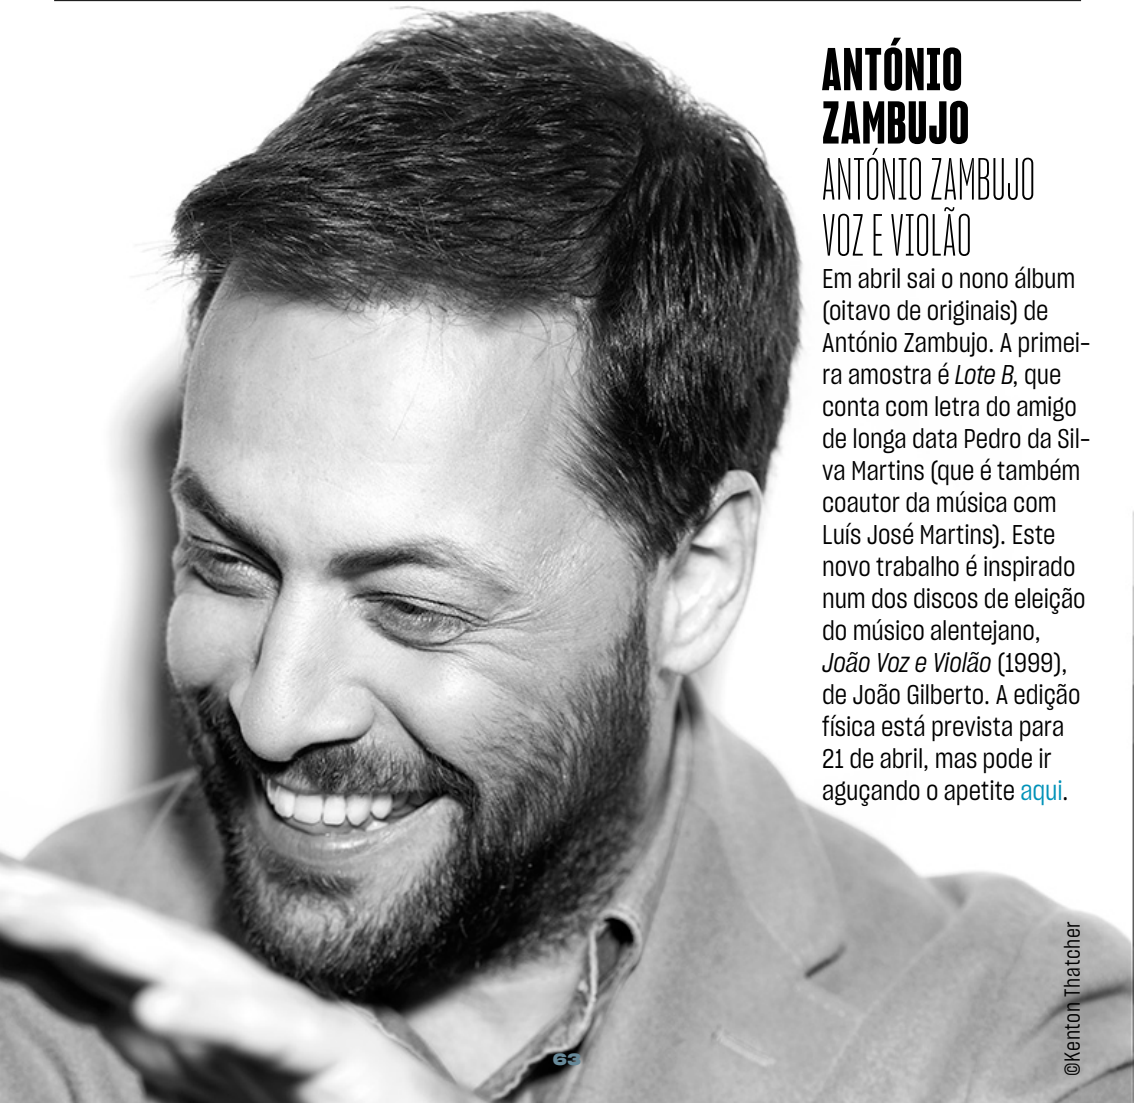 ANTÓNIO
ZAMBUJO
ANTÓNIO ZAMBUJO
VOZ E VIOLÃO
Em abril sai o nono álbum
(oitavo de originais) de
António Zambujo. A primei-
ra amostra é Lote B, que
conta com letra do amigo
de longa data Pedro da Sil-
va Martins (que é também
coautor da música com
Luís José Martins). Este
novo trabalho é inspirado
num dos discos de eleição
do músico alentejano,
João Voz e Violão (1999),
de João Gilberto. A edição
física está prevista para
21 de abril, mas pode ir
aguçando o apetite aqui.
©Kenton Thatcher
63